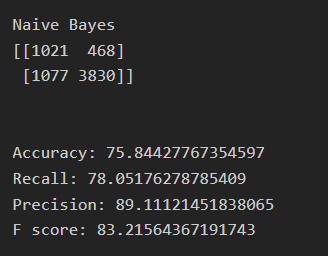 Naive Bayes
[[1021  468]
 [1077 3830]]
Accuracy: 75.84427767354597
Recall: 78.05176278785409
Precision: 89.11121451838065
F score: 83.21564367191743